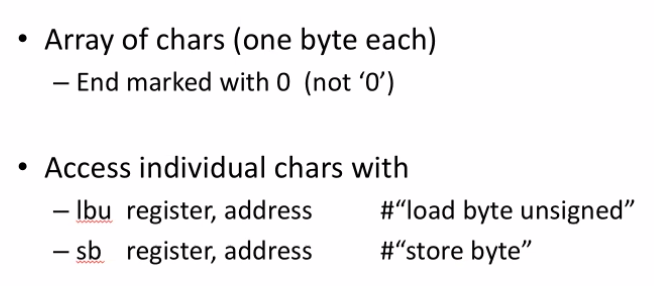 • Array of chars (one byte each)
– End marked with 0 (not ‘0’)
• Access individual chars with
– lbu register, address #“load byte unsigned”
– sb register, address #“store byte”